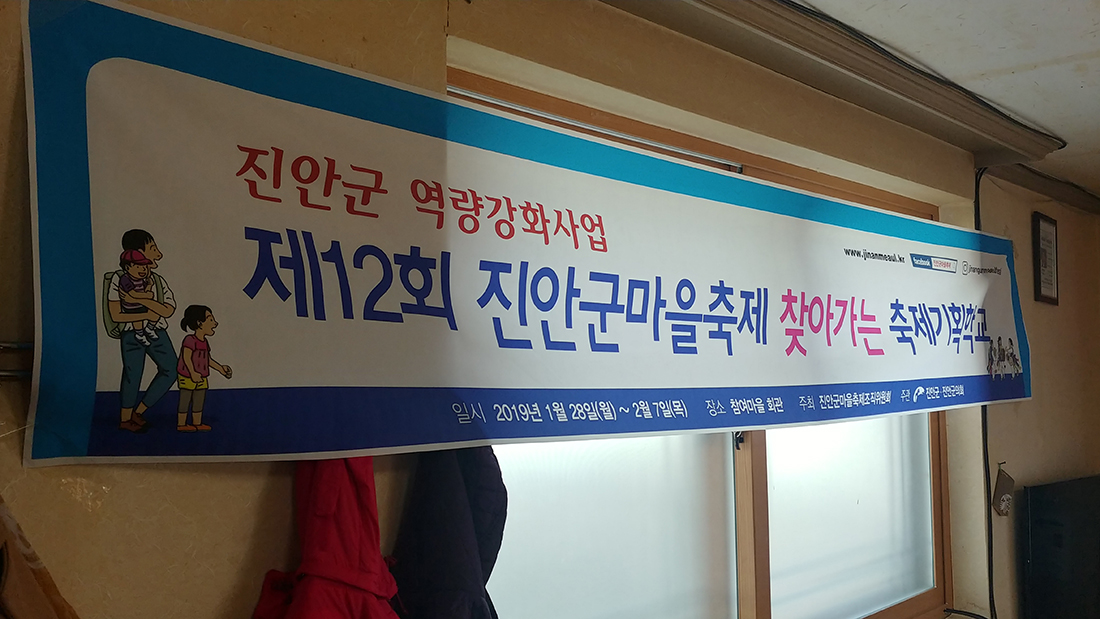 진안군 역량강화사업
www.jinanmeaul.kr facebook
제12회 진안군마을축제 찾아가는 축제기획학교
일시 2019년 1월 28일(월) ~ 2월 7일(목) 장소 참여마을 회관 주최 진안군마을축제조직위원회 주관 진안군·진안군의회